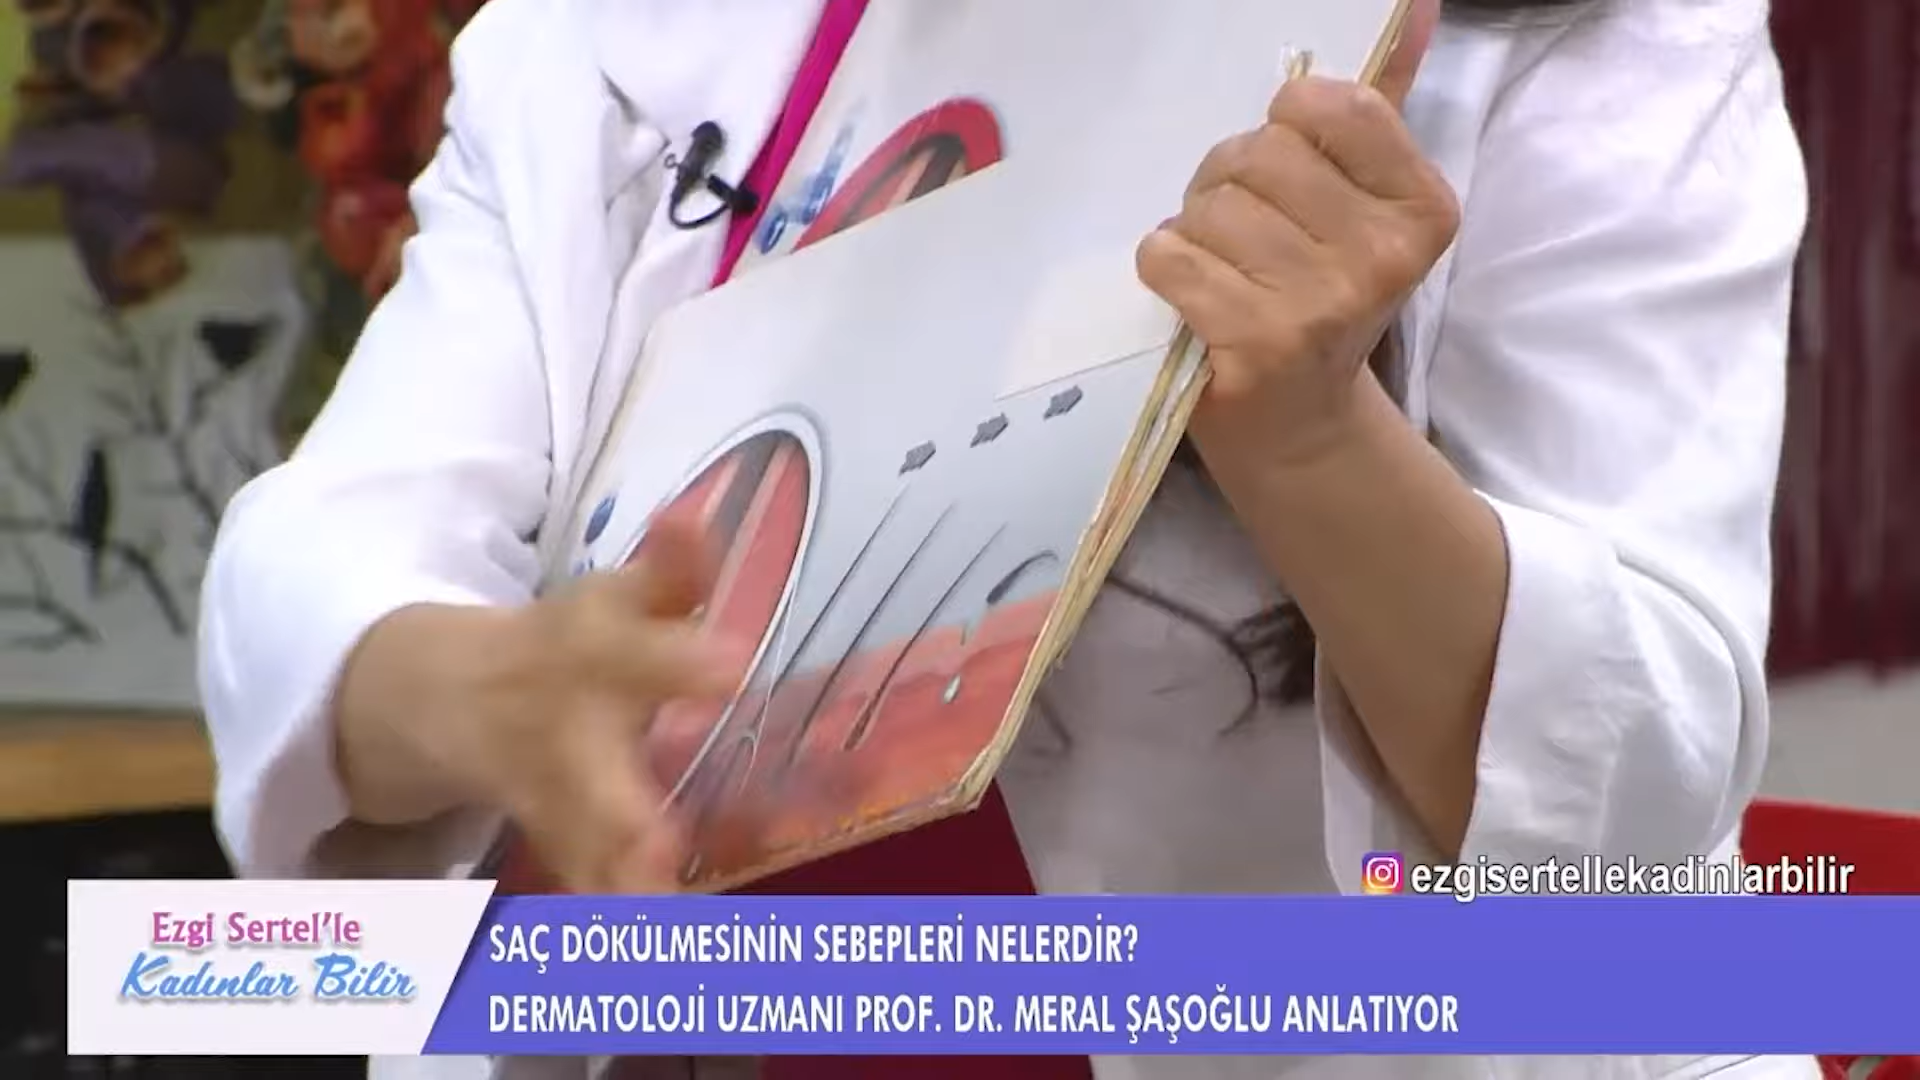 ezgisertellekadinlarbilir
Ezgi Sertel'le
Kadınlar Bilir
SAÇ DÖKÜLMESİNİN SEBEPLERİ NELERDİR?
DERMATOLOJİ UZMANI PROF. DR. MERAL ŞAŞOĞLU ANLATIYOR